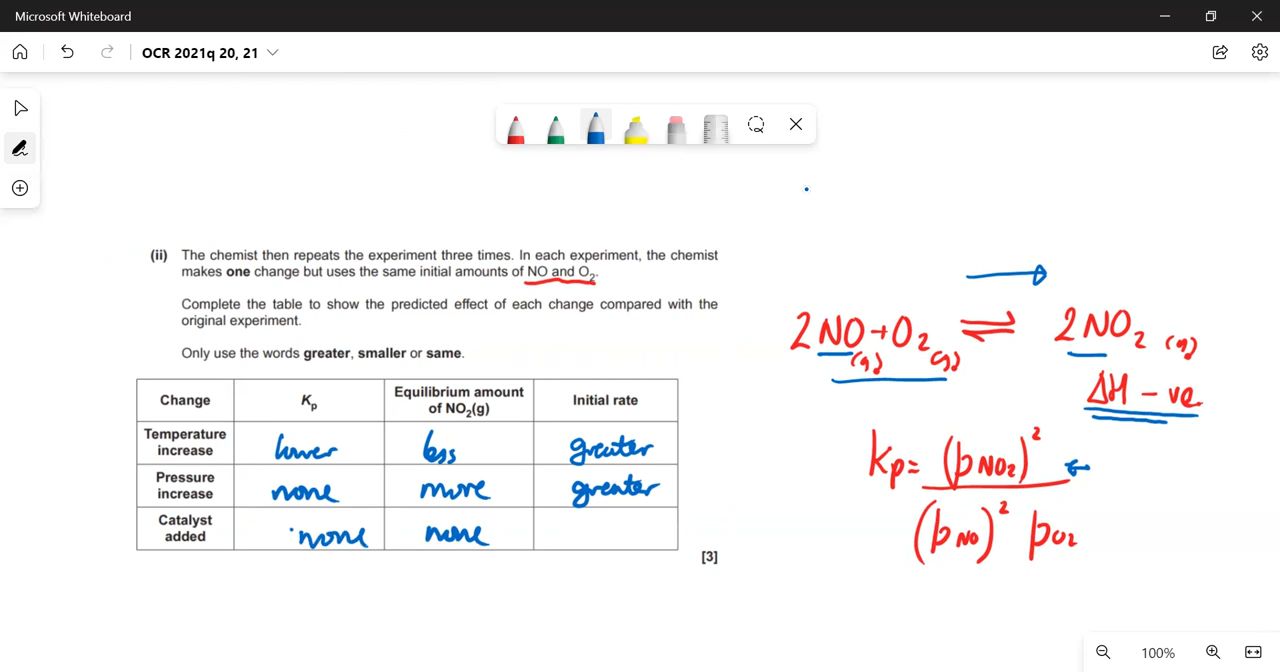 Microsoft Whiteboard
OCR 2021q 20, 21
(ii) The chemist then repeats the experiment three times. In each experiment, the chemist
makes one change but uses the same initial amounts of NO and O₂.
Complete the table to show the predicted effect of each change compared with the
original experiment.
Only use the words greater, smaller or same.
Change Kp Equilibrium amount of NO₂(g) Initial rate
Temperature increase lower less greater
Pressure increase none more greater
Catalyst added none none
[3]
2NO(g) + O₂(g) ⇌ 2NO₂(g)
ΔH -ve
Kp = (pNO₂)²
(pNO)² pO₂
100%